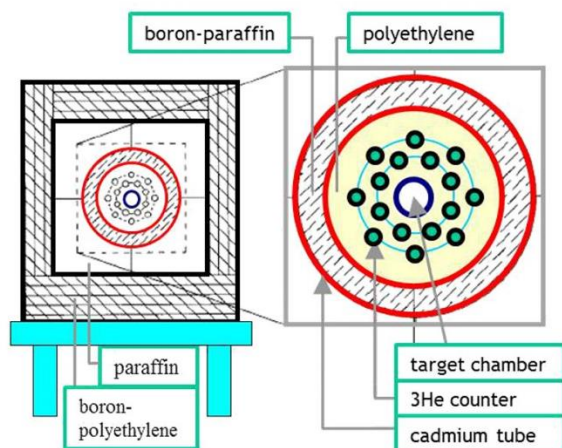 boron-paraffin
polyethylene
target chamber
3He counter
cadmium tube
paraffin
boron-
polyethylene